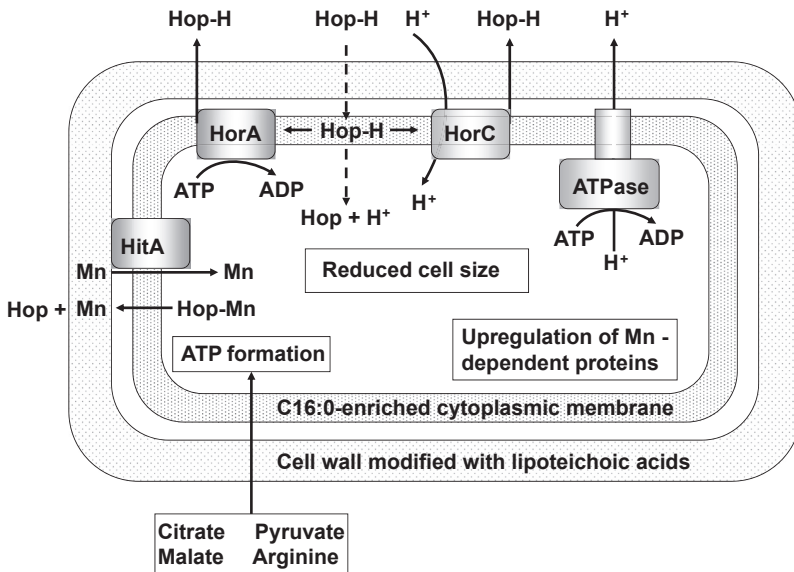 Hop-H Hop-H H⁺ Hop-H H⁺
HorA Hop-H HorC
ATP ADP H⁺ ATPase
Hop + H⁺ ATP ADP
H⁺
HitA
Mn Mn
Reduced cell size
Hop + Mn Hop-Mn
ATP formation
Upregulation of Mn -
dependent proteins
C16:0-enriched cytoplasmic membrane
Cell wall modified with lipoteichoic acids
Citrate Pyruvate
Malate Arginine